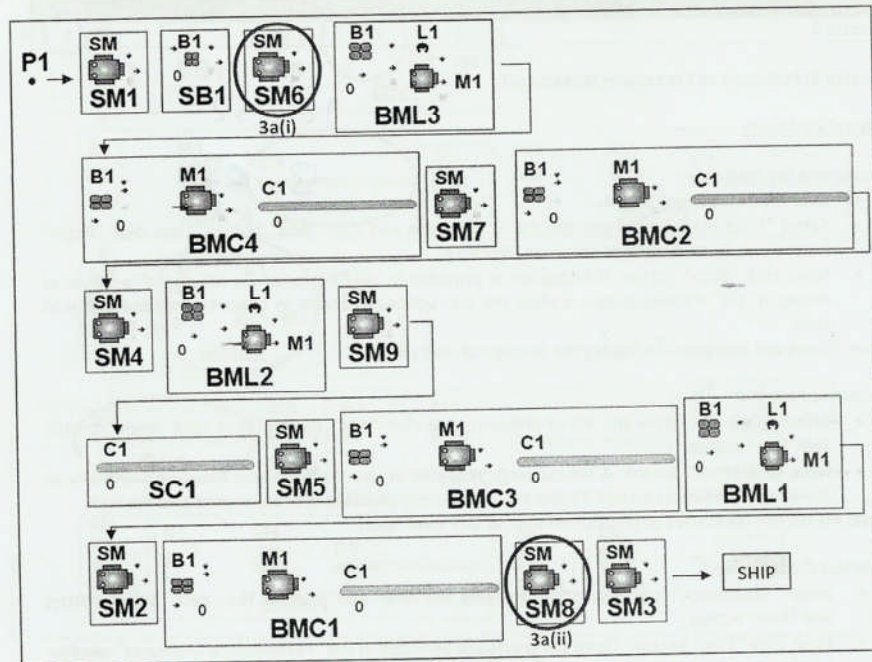 P1
SM
SM1
B1
0
SB1
SM
SM6
3a(i)
B1
L1
0
M1
BML3
B1
M1
C1
0
0
BMC4
SM
SM7
B1
M1
C1
0
0
BMC2
SM
SM4
B1
L1
0
M1
BML2
SM
SM9
C1
0
SC1
SM
SM5
B1
M1
C1
0
0
BMC3
B1
L1
0
M1
BML1
SM
SM2
B1
M1
C1
0
0
BMC1
SM
SM8
3a(ii)
SM
SM3
SHIP